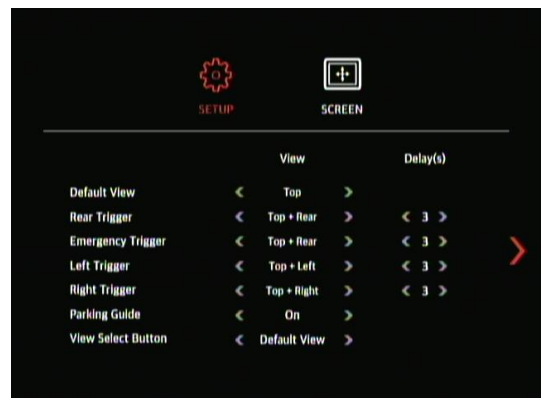 SETUP SCREEN
View Delay(s)
Default View < Top >
Rear Trigger < Top + Rear > < 3 >
Emergency Trigger < Top + Rear > < 3 >
Left Trigger < Top + Left > < 3 >
Right Trigger < Top + Right > < 3 >
Parking Guide < On >
View Select Button < Default View >